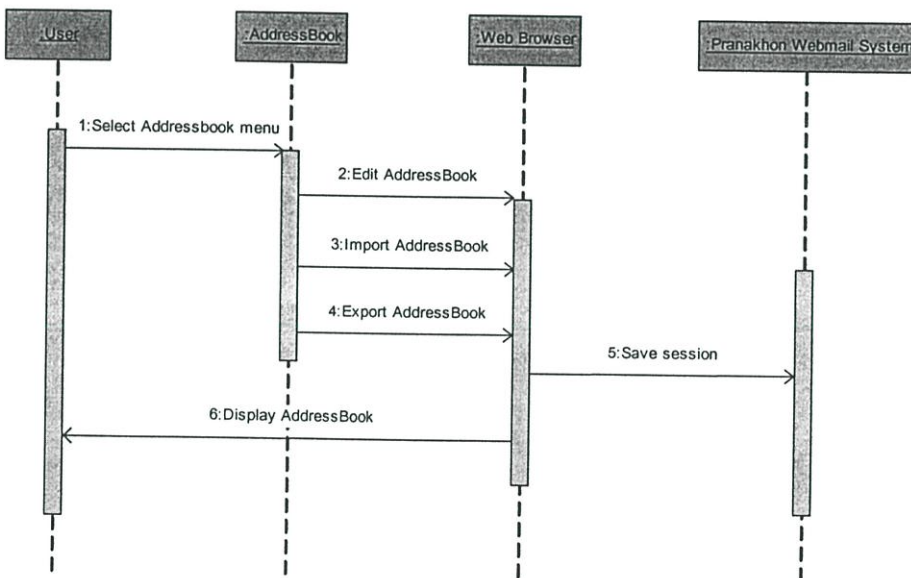 :User
:AddressBook
:Web Browser
:Pranakhon Webmail System
1:Select Addressbook menu
2:Edit AddressBook
3:Import AddressBook
4:Export AddressBook
5:Save session
6:Display AddressBook